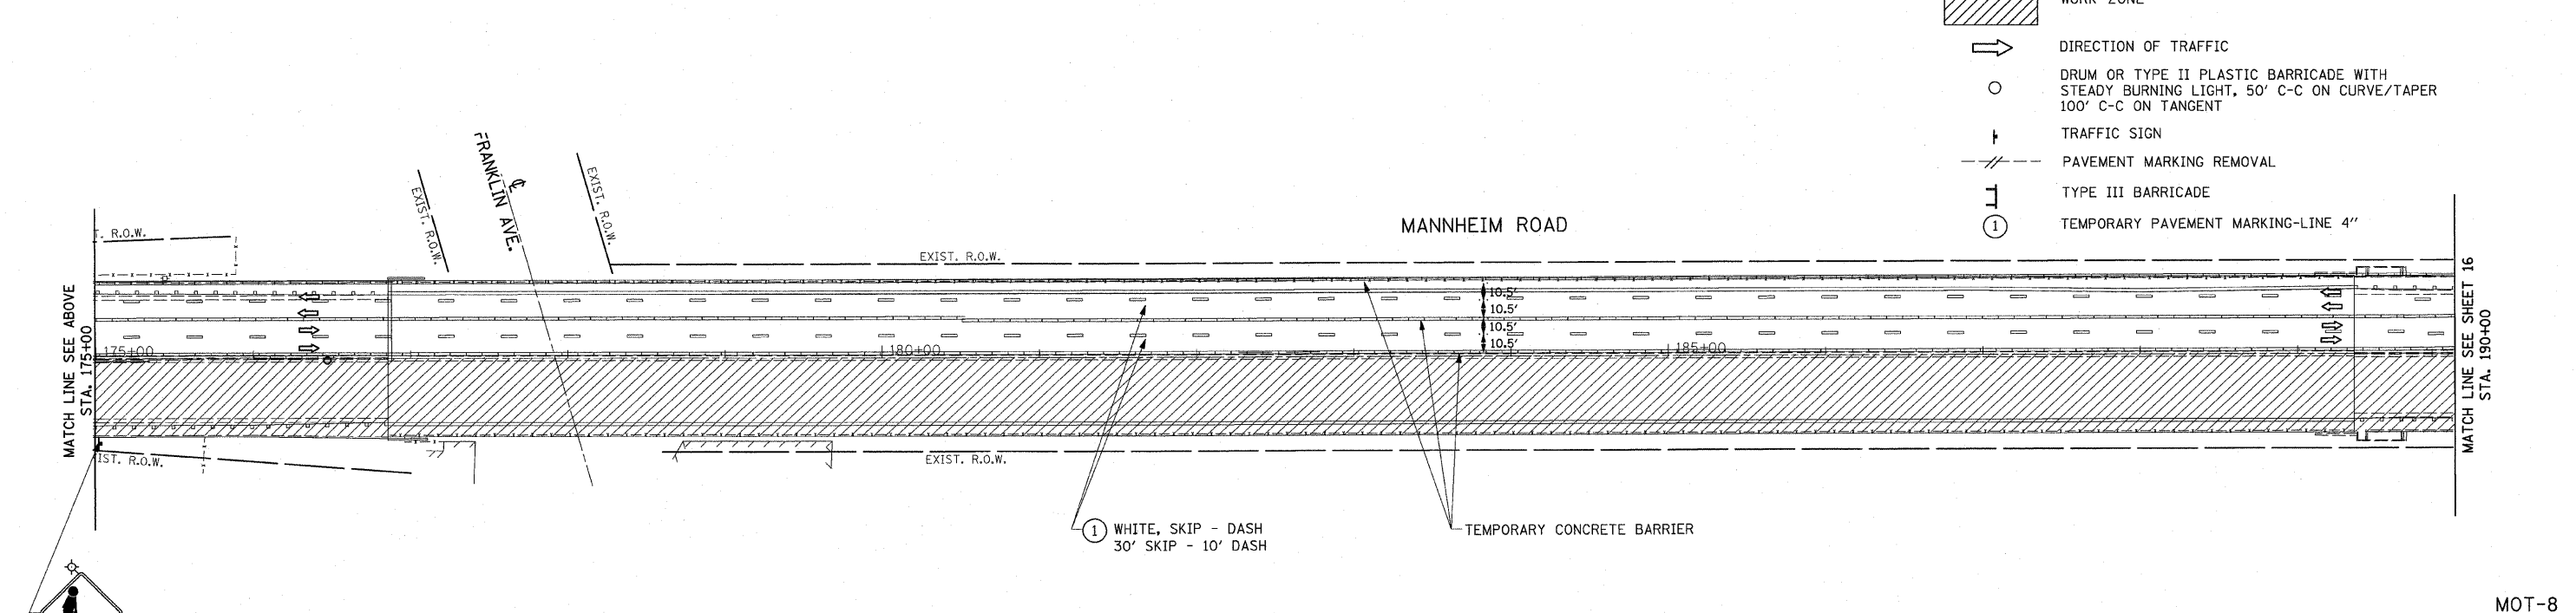 WORK ZONE
DIRECTION OF TRAFFIC
DRUM OR TYPE II PLASTIC BARRICADE WITH
STEADY BURNING LIGHT, 50' C-C ON CURVE/TAPER
100' C-C ON TANGENT
TRAFFIC SIGN
PAVEMENT MARKING REMOVAL
TYPE III BARRICADE
1 TEMPORARY PAVEMENT MARKING-LINE 4"
MANNHEIM ROAD
FRANKLIN AVE.
℄
EXIST. R.O.W.
EXIST. R.O.W.
T. R.O.W.
EXIST. R.O.W.
MATCH LINE SEE ABOVE
STA. 175+00
10.5'
10.5'
10.5'
10.5'
175+00
180+00
185+00
MATCH LINE SEE SHEET 16
STA. 190+00
IST. R.O.W.
EXIST. R.O.W.
1 WHITE, SKIP - DASH
30' SKIP - 10' DASH
TEMPORARY CONCRETE BARRIER
MOT-8